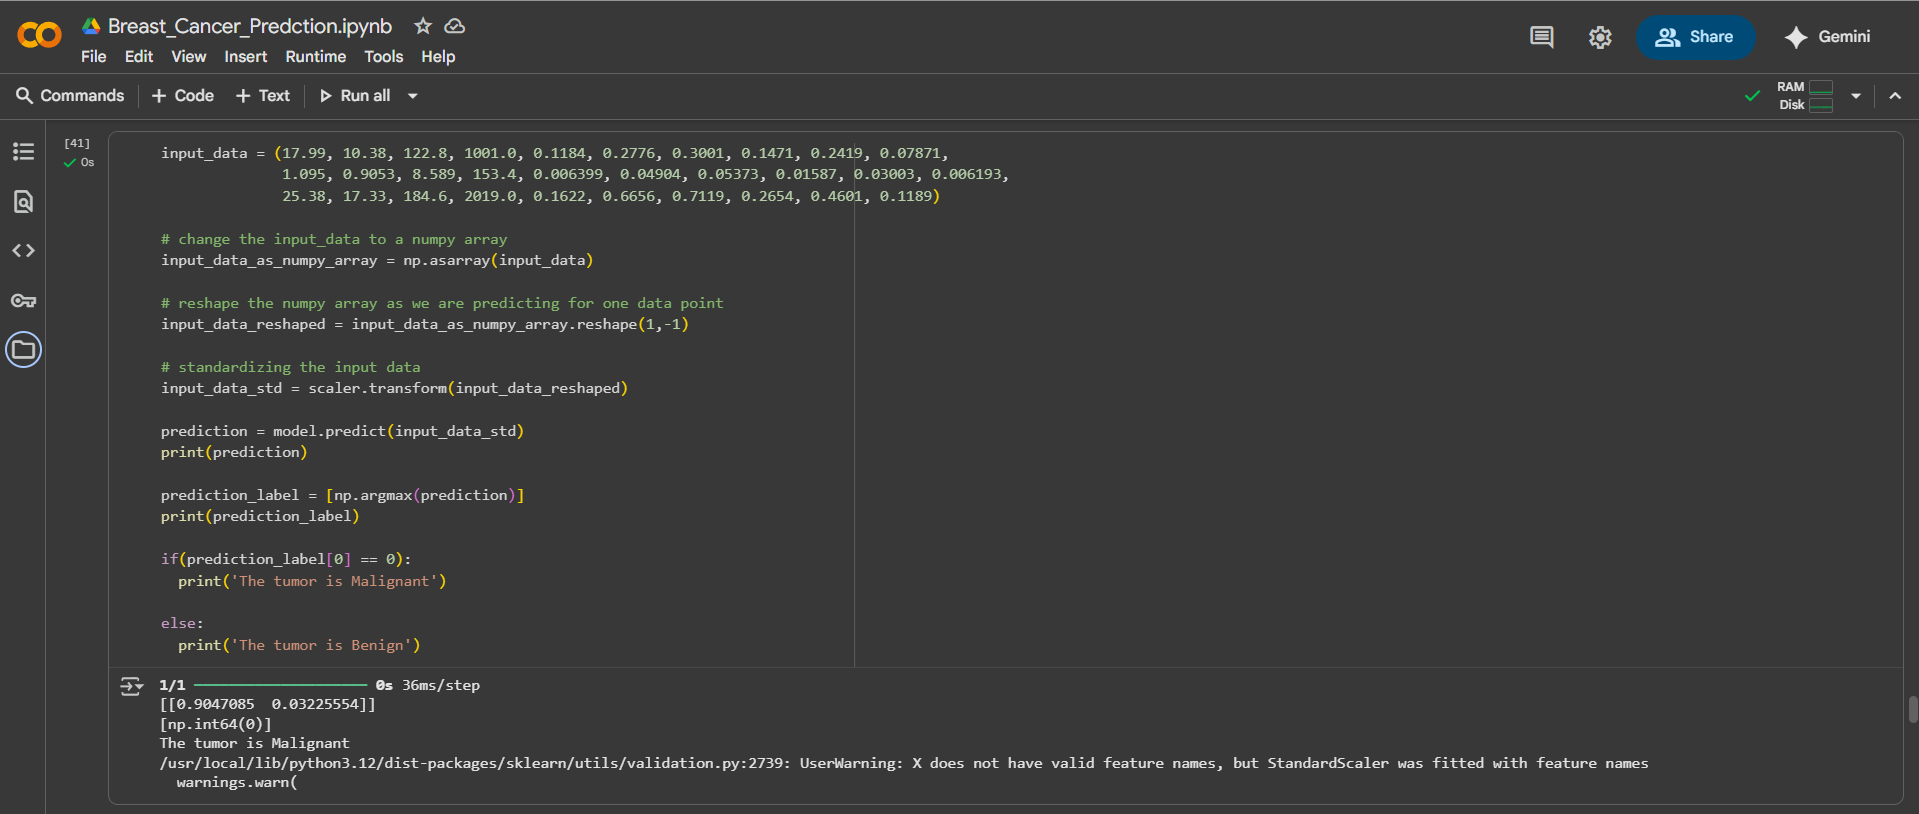 Breast_Cancer_Predction.ipynb
File Edit View Insert Runtime Tools Help
Share
Gemini
Commands + Code + Text Run all
RAM
Disk
[41]
0s
input_data = (17.99, 10.38, 122.8, 1001.0, 0.1184, 0.2776, 0.3001, 0.1471, 0.2419, 0.07871,
1.095, 0.9053, 8.589, 153.4, 0.006399, 0.04904, 0.05373, 0.01587, 0.03003, 0.006193,
25.38, 17.33, 184.6, 2019.0, 0.1622, 0.6656, 0.7119, 0.2654, 0.4601, 0.1189)
# change the input_data to a numpy array
input_data_as_numpy_array = np.asarray(input_data)
# reshape the numpy array as we are predicting for one data point
input_data_reshaped = input_data_as_numpy_array.reshape(1,-1)
# standardizing the input data
input_data_std = scaler.transform(input_data_reshaped)
prediction = model.predict(input_data_std)
print(prediction)
prediction_label = [np.argmax(prediction)]
print(prediction_label)
if(prediction_label[0] == 0):
print('The tumor is Malignant')
else:
print('The tumor is Benign')
1/1 0s 36ms/step
[[0.9047085 0.03225554]]
[np.int64(0)]
The tumor is Malignant
/usr/local/lib/python3.12/dist-packages/sklearn/utils/validation.py:2739: UserWarning: X does not have valid feature names, but StandardScaler was fitted with feature names
warnings.warn(